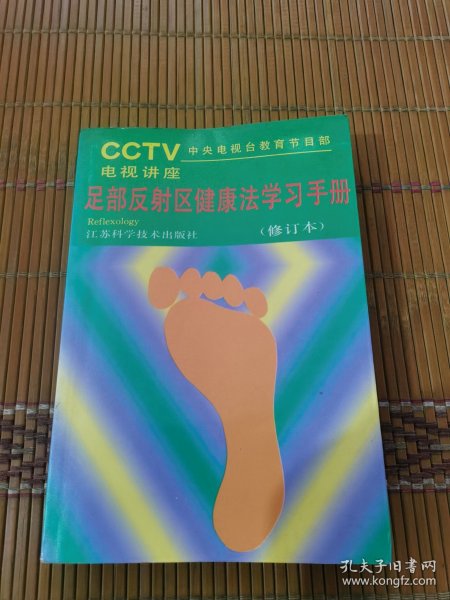 CCTV 中央电视台教育节目部
电视讲座
足部反射区健康法学习手册
Reflexology
江苏科学技术出版社
(修订本)
孔夫子旧书网
www.kongfz.com